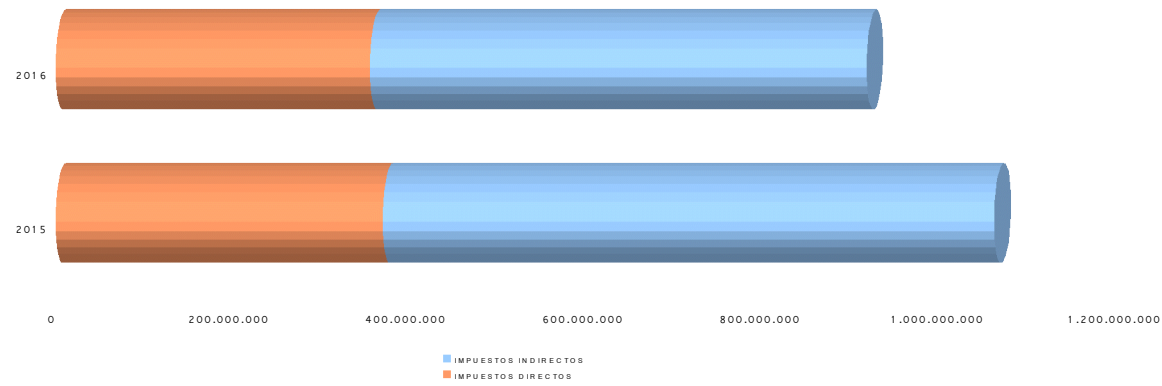 2016
2015
0 200.000.000 400.000.000 600.000.000 800.000.000 1.000.000.000 1.200.000.000
IMPUESTOS INDIRECTOS
IMPUESTOS DIRECTOS